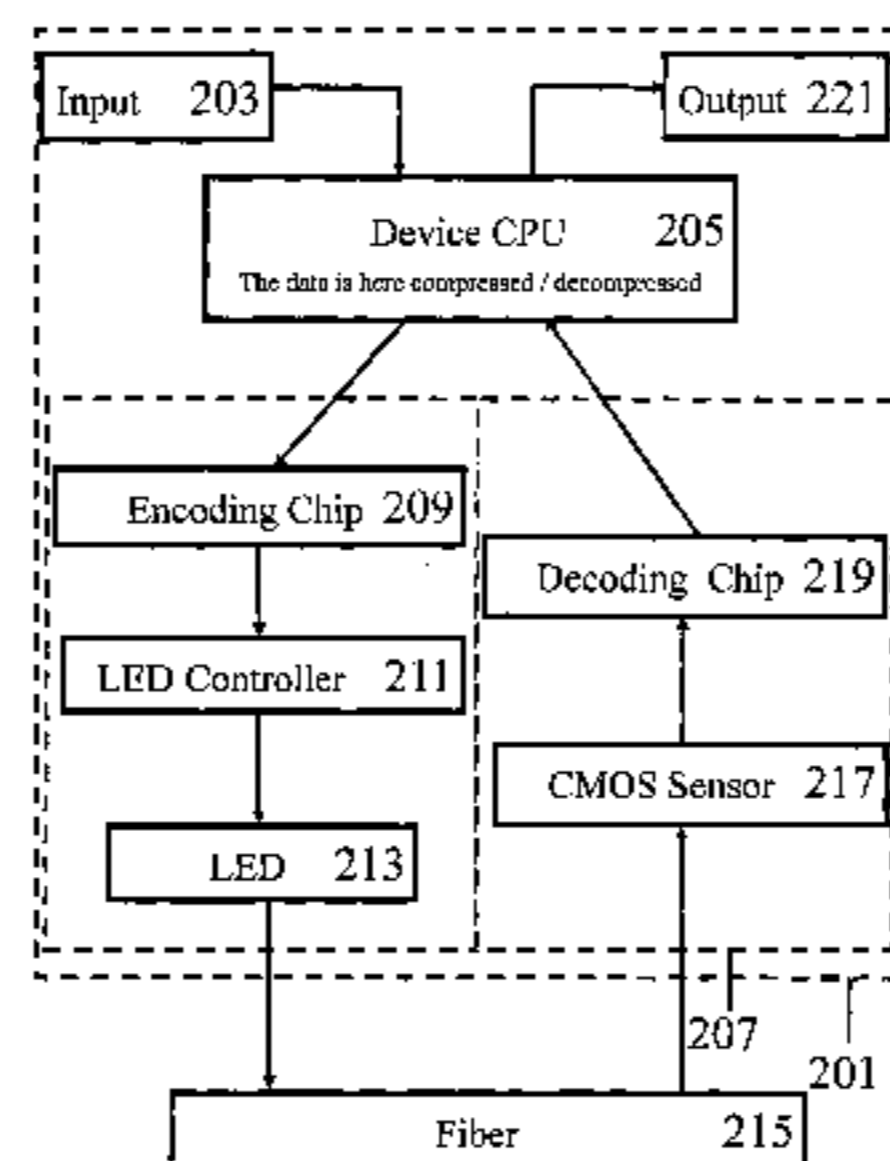 Input 203
Output 221
Device CPU 205
The data is here compressed / decompressed
Encoding Chip 209
Decoding Chip 219
LED Controller 211
CMOS Sensor 217
LED 213
207
201
Fiber 215